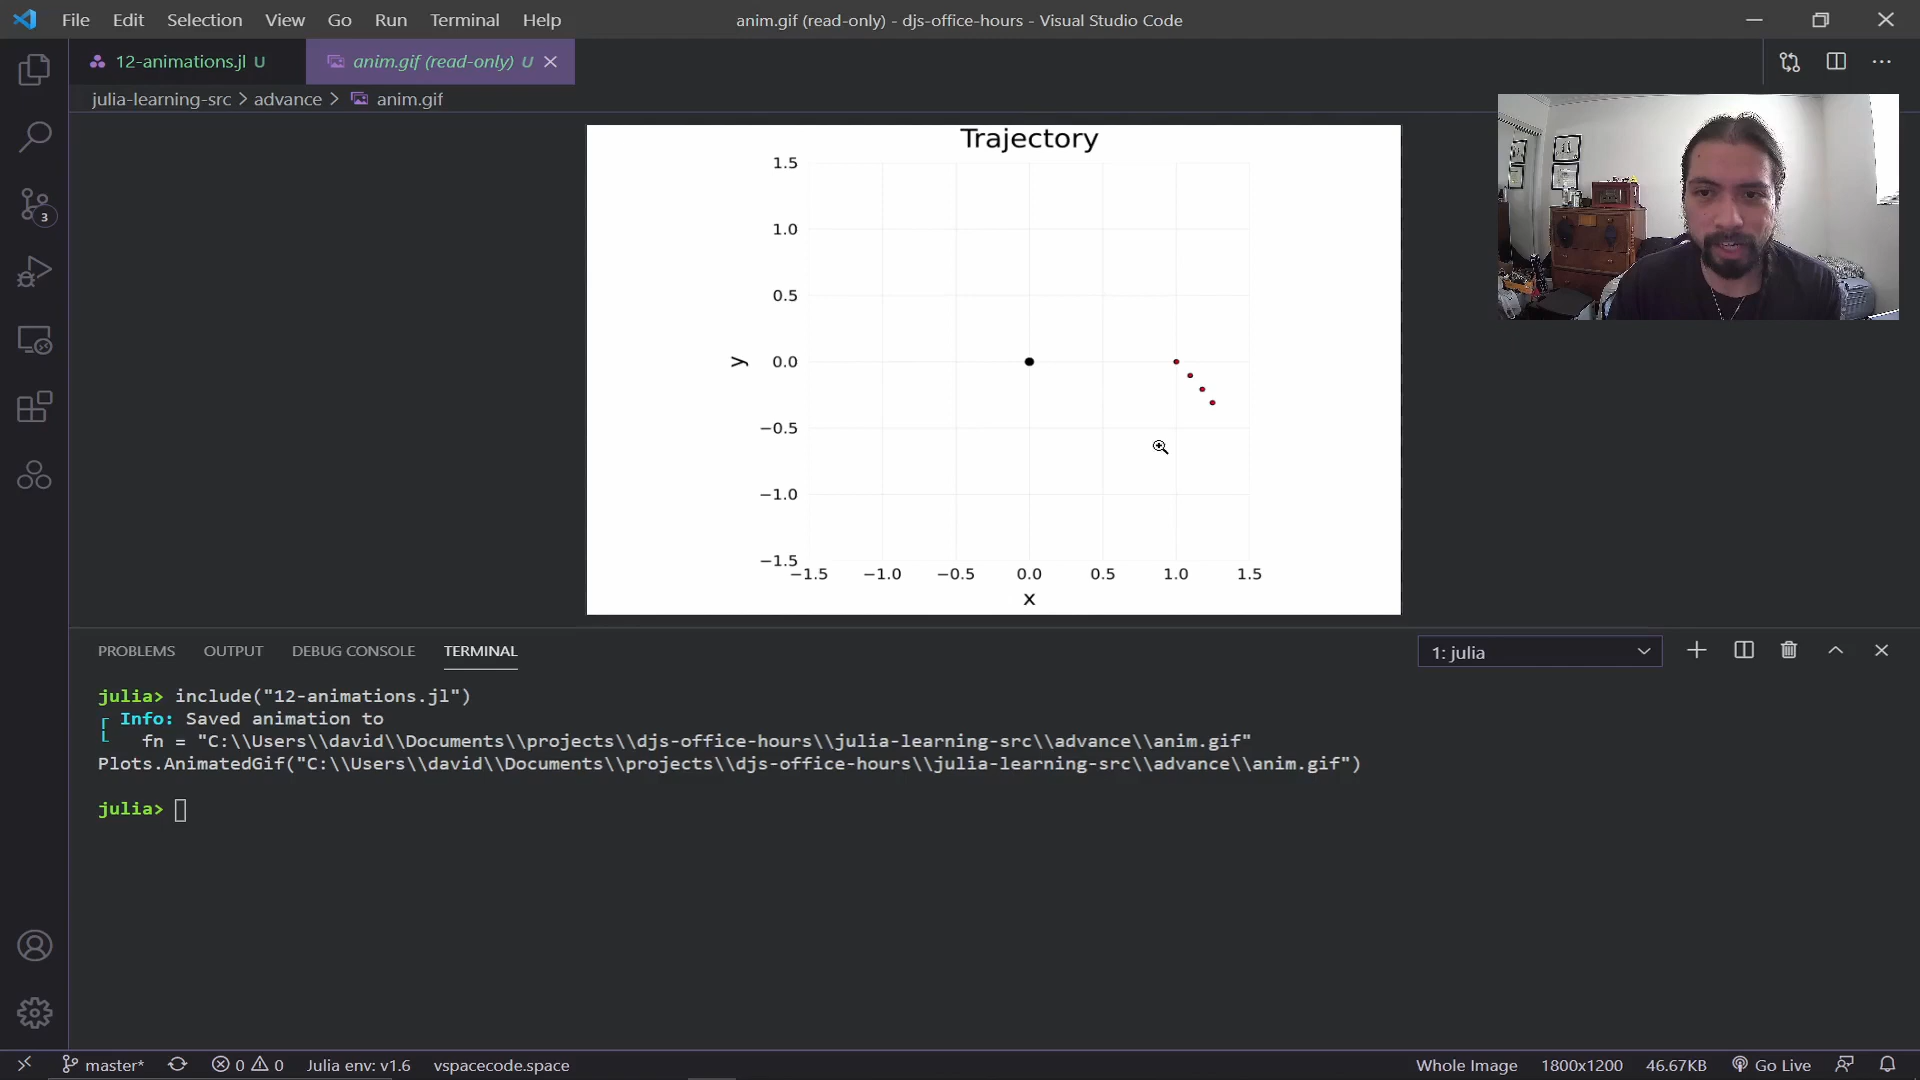 File Edit Selection View Go Run Terminal Help
anim.gif (read-only) - djs-office-hours - Visual Studio Code
12-animations.jl U
anim.gif (read-only) U
julia-learning-src > advance > anim.gif
3
Trajectory
1.5
1.0
0.5
0.0
−0.5
−1.0
−1.5
y
−1.5 −1.0 −0.5 0.0 0.5 1.0 1.5
x
PROBLEMS OUTPUT DEBUG CONSOLE TERMINAL
1: julia
julia> include("12-animations.jl")
Info: Saved animation to
fn = "C:\\Users\\david\\Documents\\projects\\djs-office-hours\\julia-learning-src\\advance\\anim.gif"
Plots.AnimatedGif("C:\\Users\\david\\Documents\\projects\\djs-office-hours\\julia-learning-src\\advance\\anim.gif")
julia>
master* 0 0 Julia env: v1.6 vspacecode.space
Whole Image 1800x1200 46.67KB Go Live